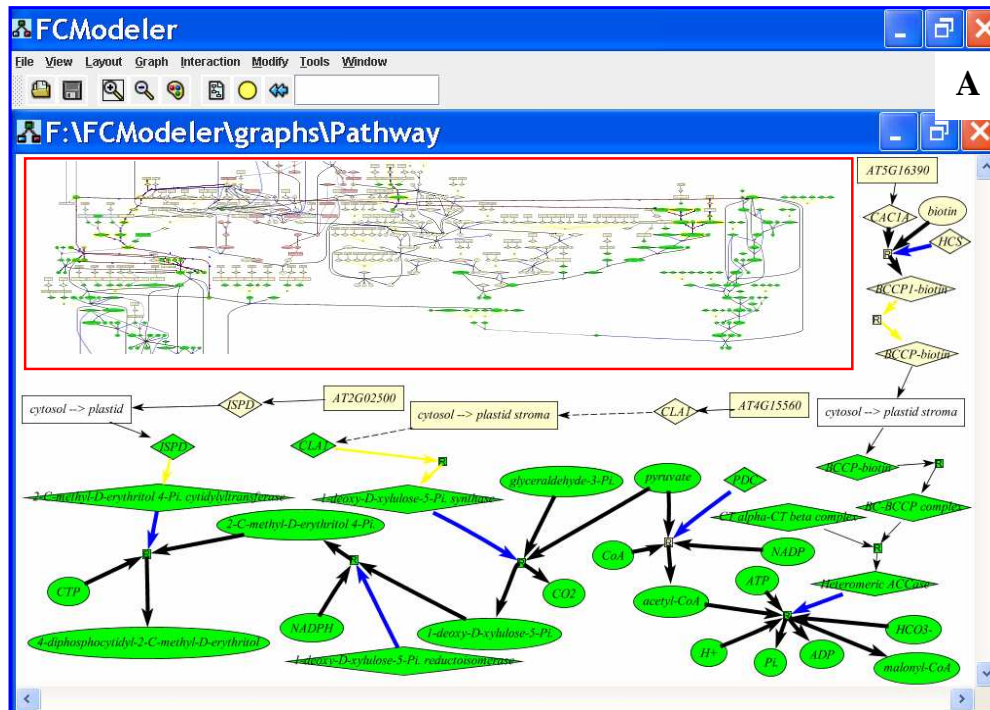 FCModeler
File View Layout Graph Interaction Modify Tools Window
A
F:\FCModeler\graphs\Pathway
AT5G16390
CAC1A
biotin
HCS
R
BCCP1-biotin
R
BCCP-biotin
cytosol --> plastid
ISPD
AT2G02500
cytosol --> plastid stroma
CLA1
AT4G15560
cytosol --> plastid stroma
ISPD
CLA1
R
glyceraldehyde-3-Pi.
pyruvate
PDC
BCCP-biotin
R
2-C-methyl-D-erythritol 4-Pi. cytidylyltransferase
1-deoxy-D-xylulose-5-Pi. synthase
BC-BCCP complex
2-C-methyl-D-erythritol 4-Pi.
CT alpha-CT beta complex
R
R
R
R
R
CoA
NADP
CTP
CO2
ATP
Heteromeric ACCase
acetyl-CoA
R
NADPH
1-deoxy-D-xylulose-5-Pi.
HCO3-
4-diphosphocytidyl-2-C-methyl-D-erythritol
1-deoxy-D-xylulose-5-Pi. reductoisomerase
H+
Pi.
ADP
malonyl-CoA